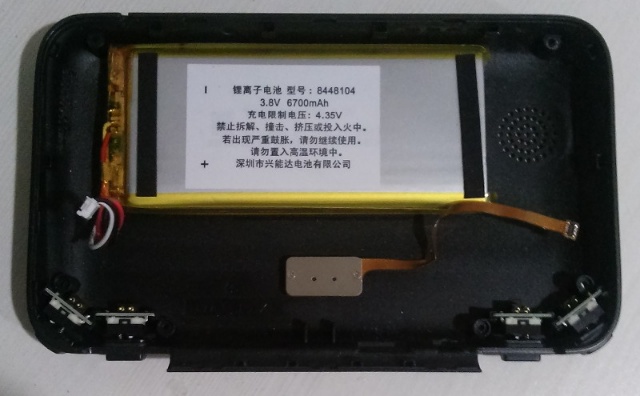 锂离子电池 型号：8448104
3.8V 6700mAh
充电限制电压：4.35V
禁止拆解、撞击、挤压或投入火中。
若出现严重鼓胀，请勿继续使用。
请勿置入高温环境中。
深圳市兴能达电池有限公司